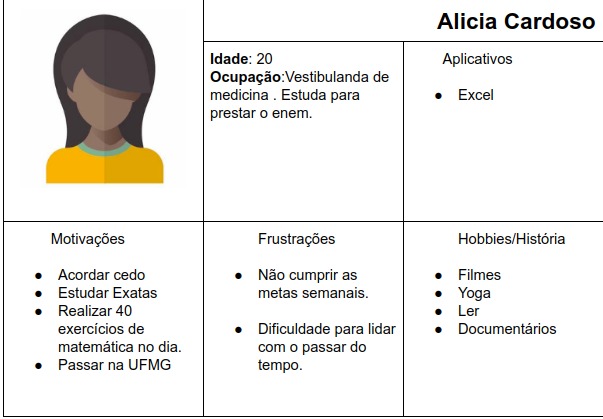 Alicia Cardoso
Idade: 20
Ocupação:Vestibulanda de
medicina . Estuda para
prestar o enem.
Aplicativos
● Excel
Motivações
● Acordar cedo
● Estudar Exatas
● Realizar 40
exercícios de
matemática no dia.
● Passar na UFMG
Frustrações
● Não cumprir as
metas semanais.
● Dificuldade para lidar
com o passar do
tempo.
Hobbies/História
● Filmes
● Yoga
● Ler
● Documentários